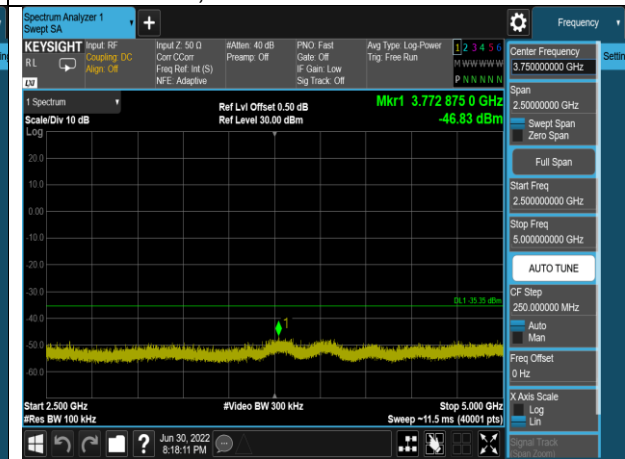 Spectrum Analyzer 1
Swept SA
+
Frequency
KEYSIGHT
RL
LXI
Input: RF
Coupling: DC
Align: Off
Input Z: 50 Ω
Corr CCorr
Freq Ref: Int (S)
NFE: Adaptive
#Atten: 40 dB
Preamp: Off
PNO: Fast
Gate: Off
IF Gain: Low
Sig Track: Off
Avg Type: Log-Power
Trig: Free Run
1 2 3 4 5 6
M W W W W W
P N N N N N
1 Spectrum
Scale/Div 10 dB
Log
Ref Lvl Offset 0.50 dB
Ref Level 30.00 dBm
Mkr1 3.772 875 0 GHz
-46.83 dBm
20.0
10.0
0.00
-10.0
-20.0
-30.0
-40.0
-50.0
-60.0
DL1 -35.35 dBm
1
Start 2.500 GHz
#Res BW 100 kHz
#Video BW 300 kHz
Stop 5.000 GHz
Sweep ~11.5 ms (40001 pts)
Jun 30, 2022
8:18:11 PM
Center Frequency
3.750000000 GHz
Settin
Span
2.50000000 GHz
Swept Span
Zero Span
Full Span
Start Freq
2.500000000 GHz
Stop Freq
5.000000000 GHz
AUTO TUNE
CF Step
250.000000 MHz
Auto
Man
Freq Offset
0 Hz
X Axis Scale
Log
Lin
Signal Track
(Span Zoom)